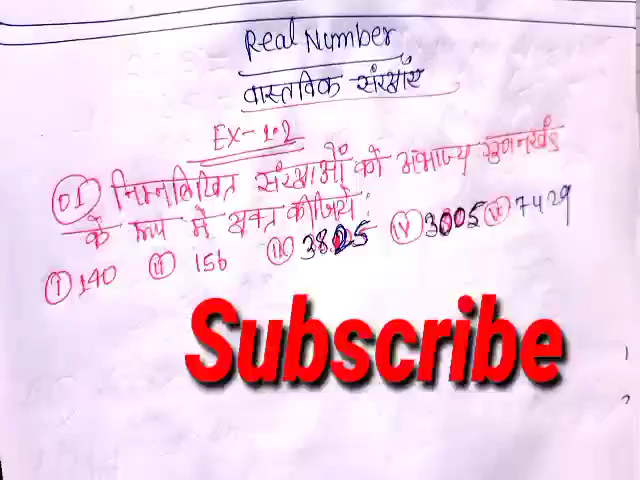 Real Number
वास्तविक संख्याएँ
EX-1.2
01 निम्नलिखित संख्याओं को अभाज्य गुणनखंड
के रूप में व्यक्त कीजिये:
(i) 140 (ii) 156 (iii) 3825 (iv) 3005 (v) 7429
Subscribe